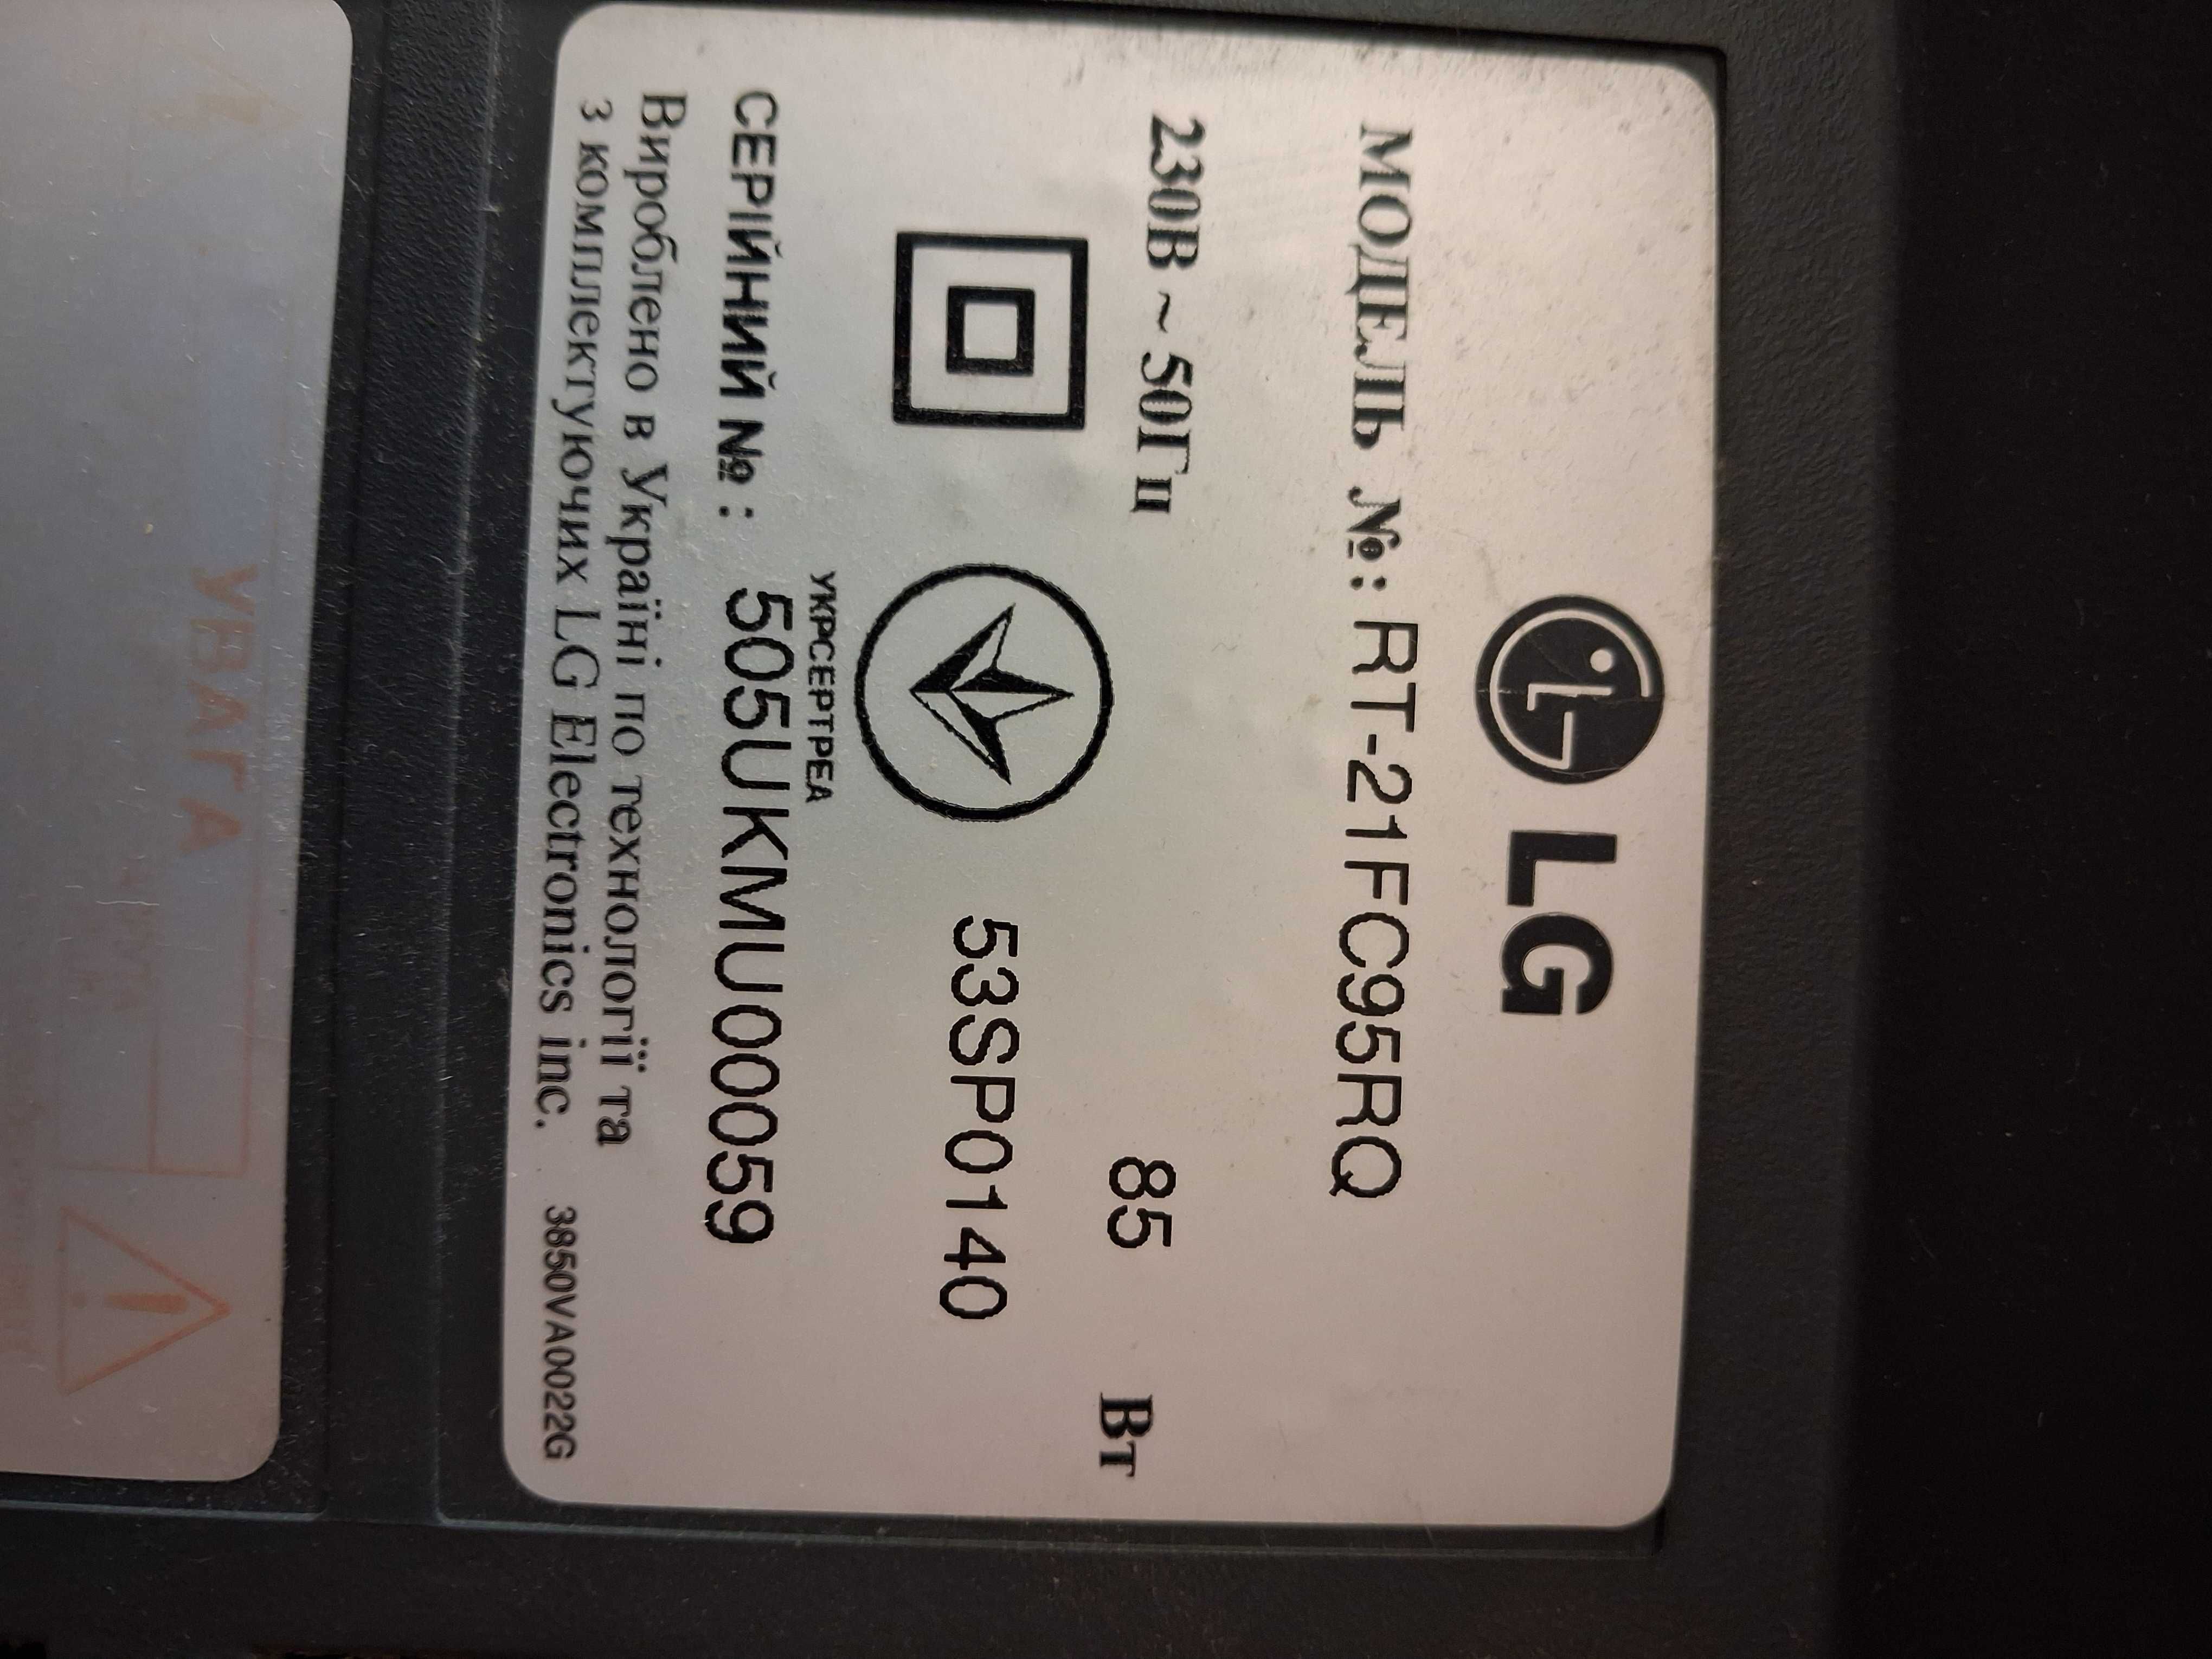 LG
МОДЕЛЬ №: RT-21FC95RQ
230В ~ 50Гц 85 Вт
53SP0140
УКРСЕРТРЕА
СЕРІЙНИЙ №: 505UKMU00059
Вироблено в Україні по технології та
з комплектуючих LG Electronics inc. 3850VA0022G
УВАГА